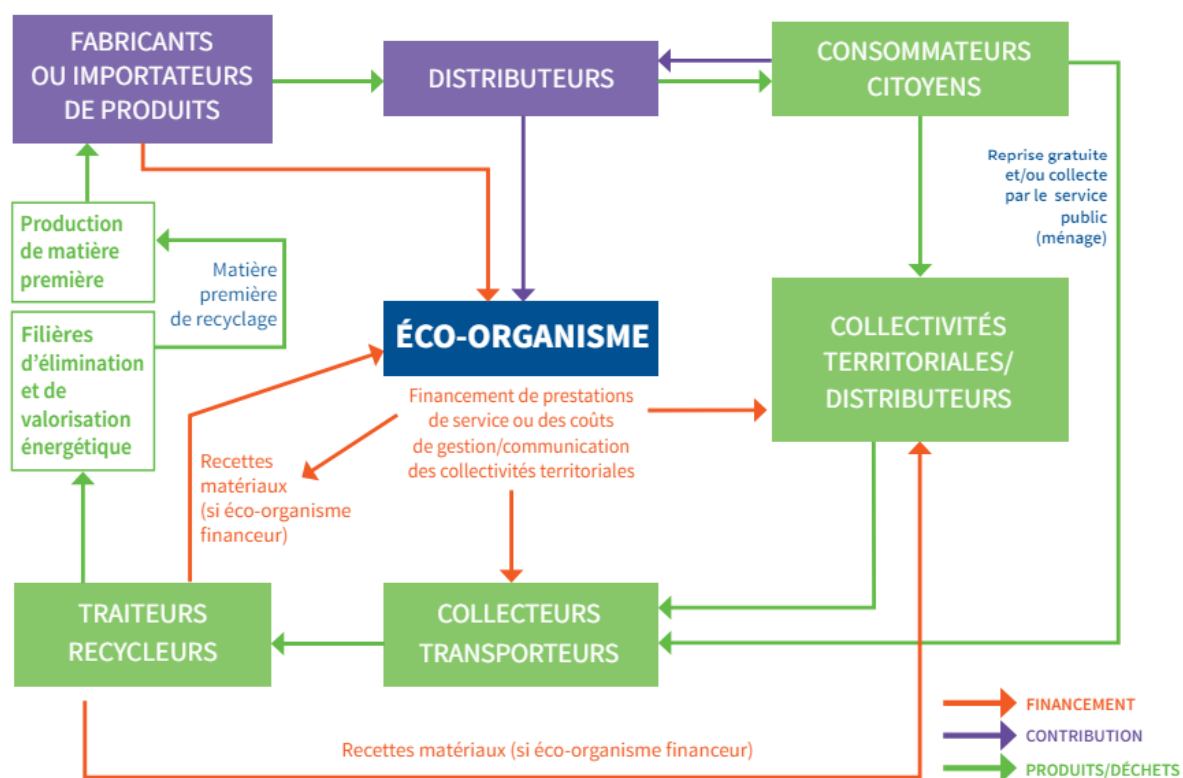 FABRICANTS
OU IMPORTATEURS
DE PRODUITS
DISTRIBUTEURS
CONSOMMATEURS
CITOYENS
Reprise gratuite
et/ou collecte
par le service
public
(ménage)
Production
de matière
première
Matière
première
de recyclage
Filières
d'élimination
et de
valorisation
énergétique
ÉCO-ORGANISME
Financement de prestations
de service ou des coûts
de gestion/communication
des collectivités territoriales
COLLECTIVITÉS
TERRITORIALES/
DISTRIBUTEURS
Recettes
matériaux
(si éco-organisme
financeur)
TRAITEURS
RECYCLEURS
COLLECTEURS
TRANSPORTEURS
Recettes matériaux (si éco-organisme financeur)
FINANCEMENT
CONTRIBUTION
PRODUITS/DÉCHETS